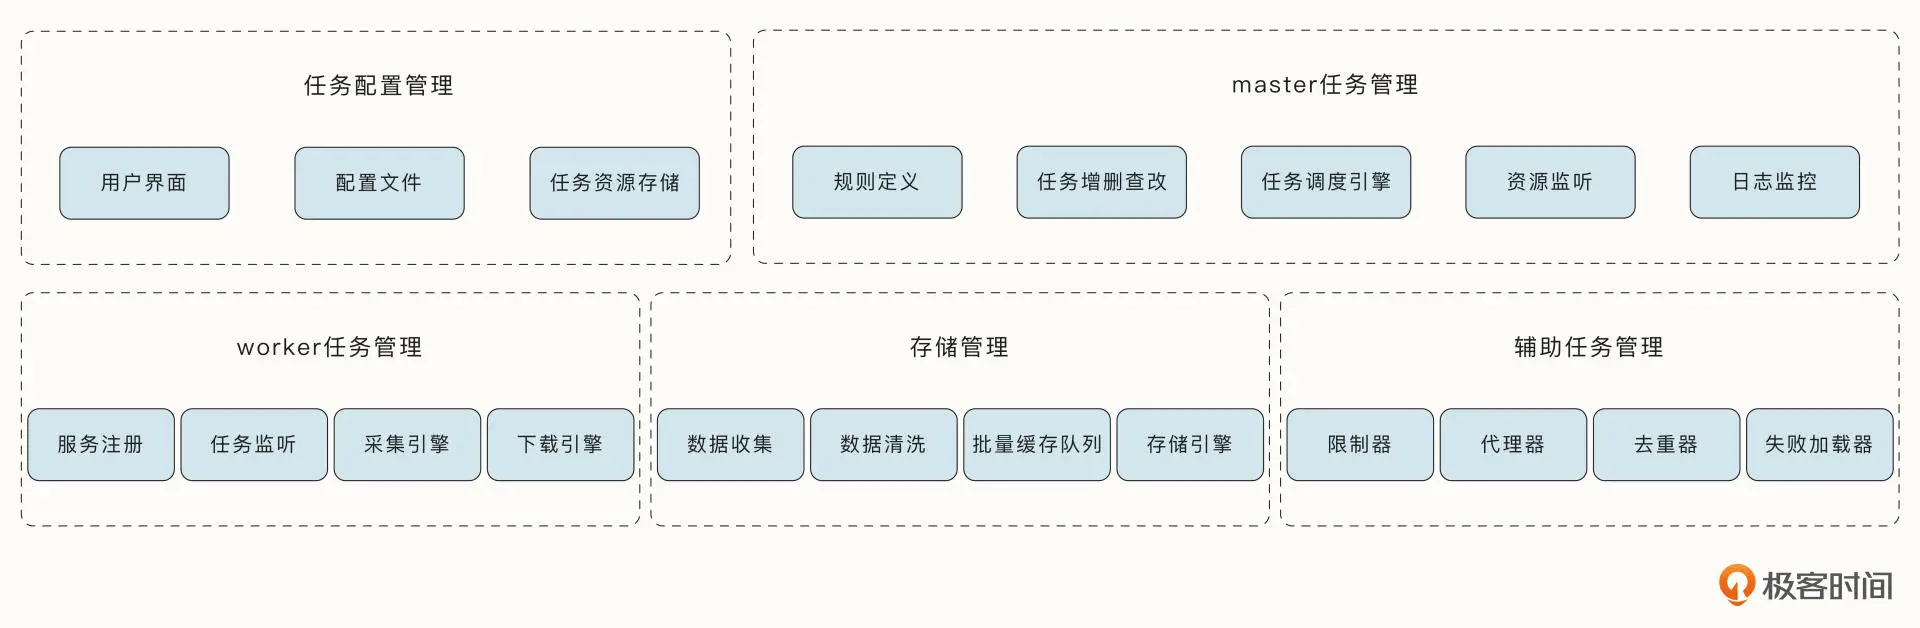 任务配置管理
用户界面
配置文件
任务资源存储
master任务管理
规则定义
任务增删查改
任务调度引擎
资源监听
日志监控
worker任务管理
服务注册
任务监听
采集引擎
下载引擎
存储管理
数据收集
数据清洗
批量缓存队列
存储引擎
辅助任务管理
限制器
代理器
去重器
失败加载器
极客时间